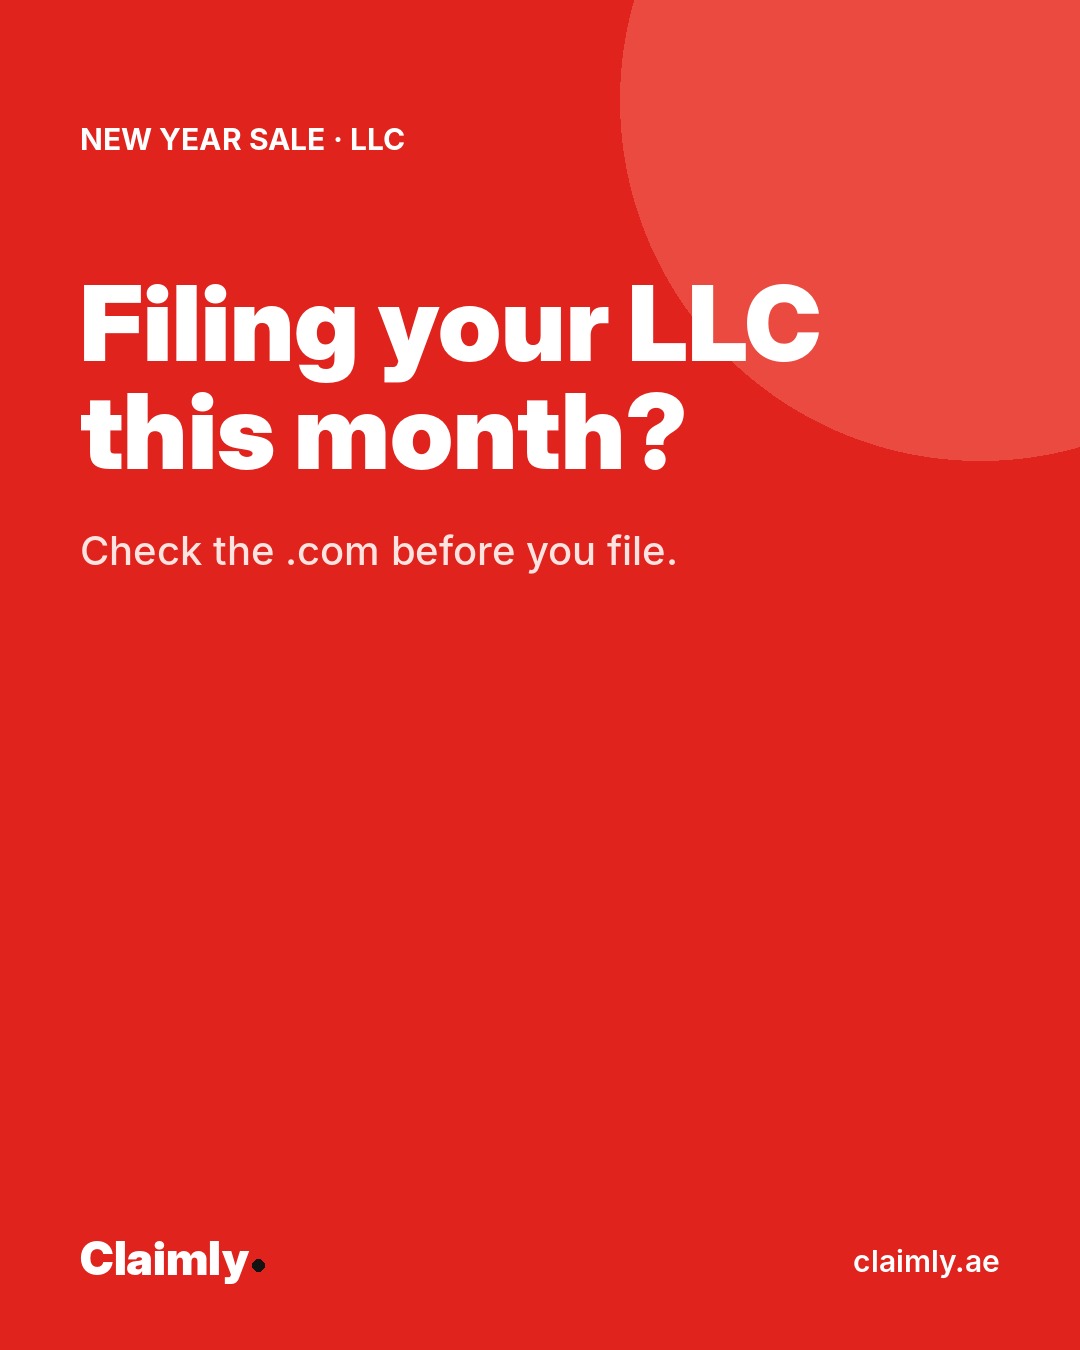 NEW YEAR SALE · LLC
Filing your LLC
this month?
Check the .com before you file.
Claimly.
claimly.ae